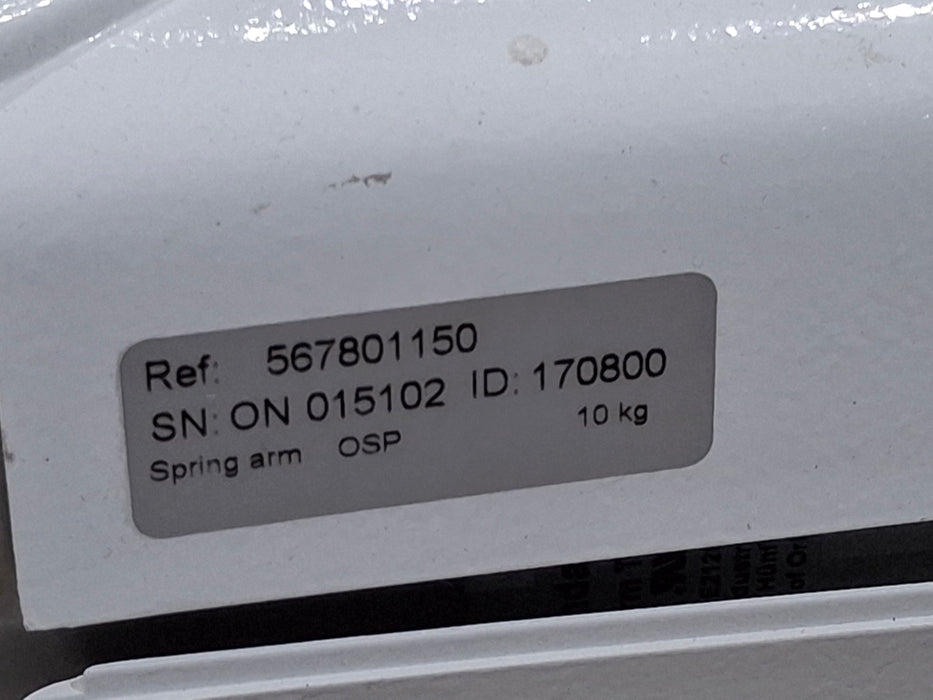 Ref: 567801150
SN: ON 015102 ID: 170800
Spring arm OSP 10 kg